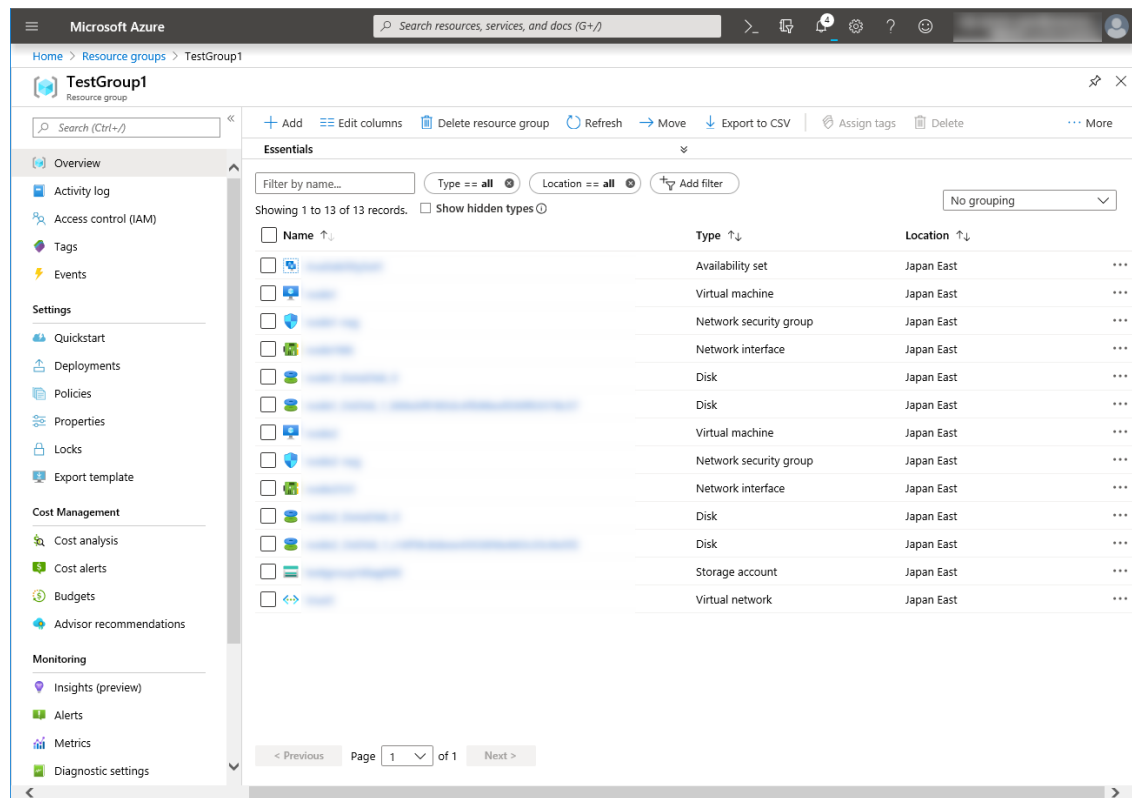 Microsoft Azure
Search resources, services, and docs (G+/)
4
Home > Resource groups > TestGroup1
TestGroup1
Resource group
Search (Ctrl+/)
Overview
Activity log
Access control (IAM)
Tags
Events
Settings
Quickstart
Deployments
Policies
Properties
Locks
Export template
Cost Management
Cost analysis
Cost alerts
Budgets
Advisor recommendations
Monitoring
Insights (preview)
Alerts
Metrics
Diagnostic settings
Add Edit columns Delete resource group Refresh Move Export to CSV Assign tags Delete More
Essentials
Filter by name... Type == all Location == all Add filter
Showing 1 to 13 of 13 records. Show hidden types No grouping
Name Type Location
Availability set Japan East
Virtual machine Japan East
Network security group Japan East
Network interface Japan East
Disk Japan East
Disk Japan East
Virtual machine Japan East
Network security group Japan East
Network interface Japan East
Disk Japan East
Disk Japan East
Storage account Japan East
Virtual network Japan East
< Previous Page 1 of 1 Next >